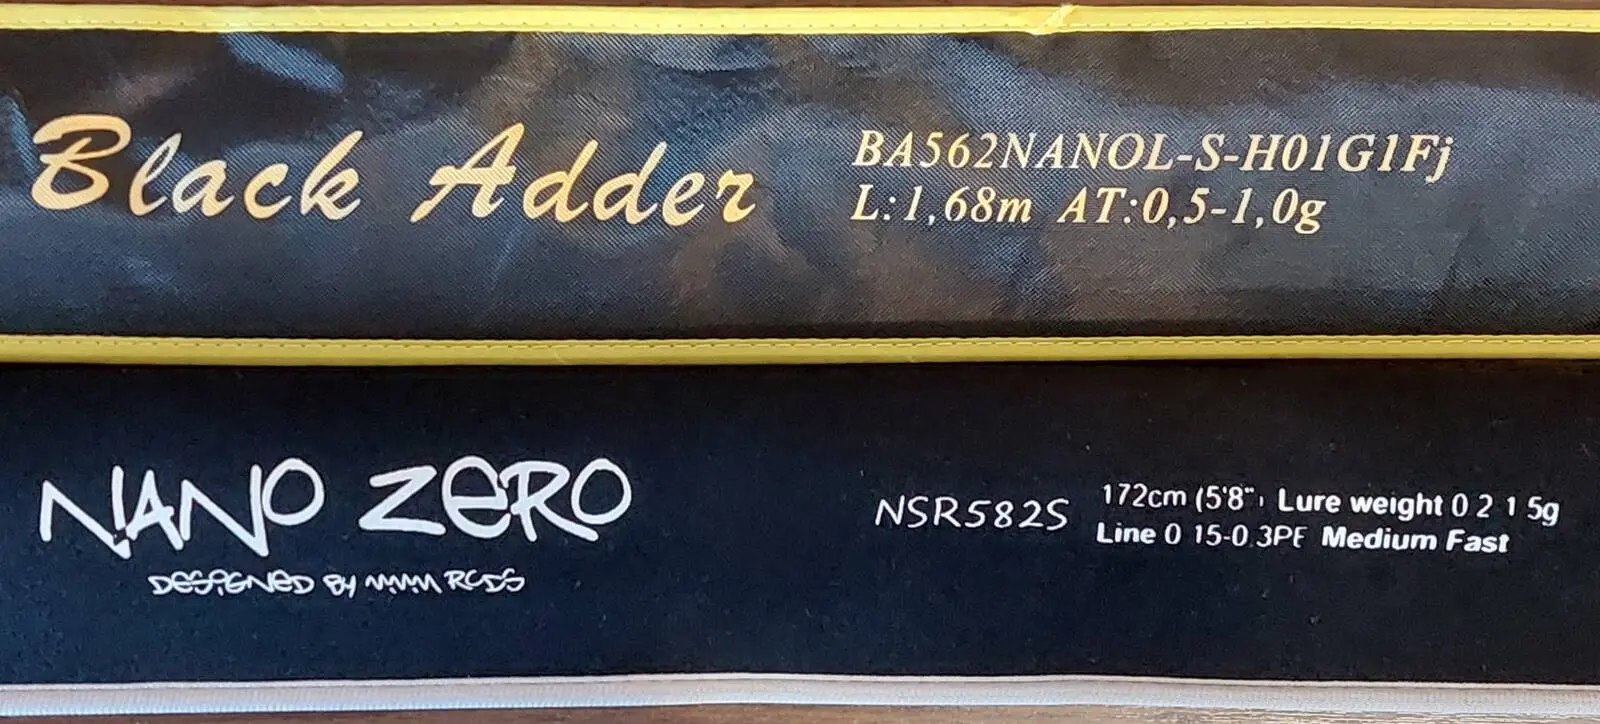 Black Adder
BA562NANOL-S-H01G1Fj
L:1,68m AT:0,5-1,0g
NANO ZERO
DESIGNED BY RODS
NSR582S
172cm (5'8" Lure weight 0 2 1 5g
Line 0 15-0.3PE Medium Fast